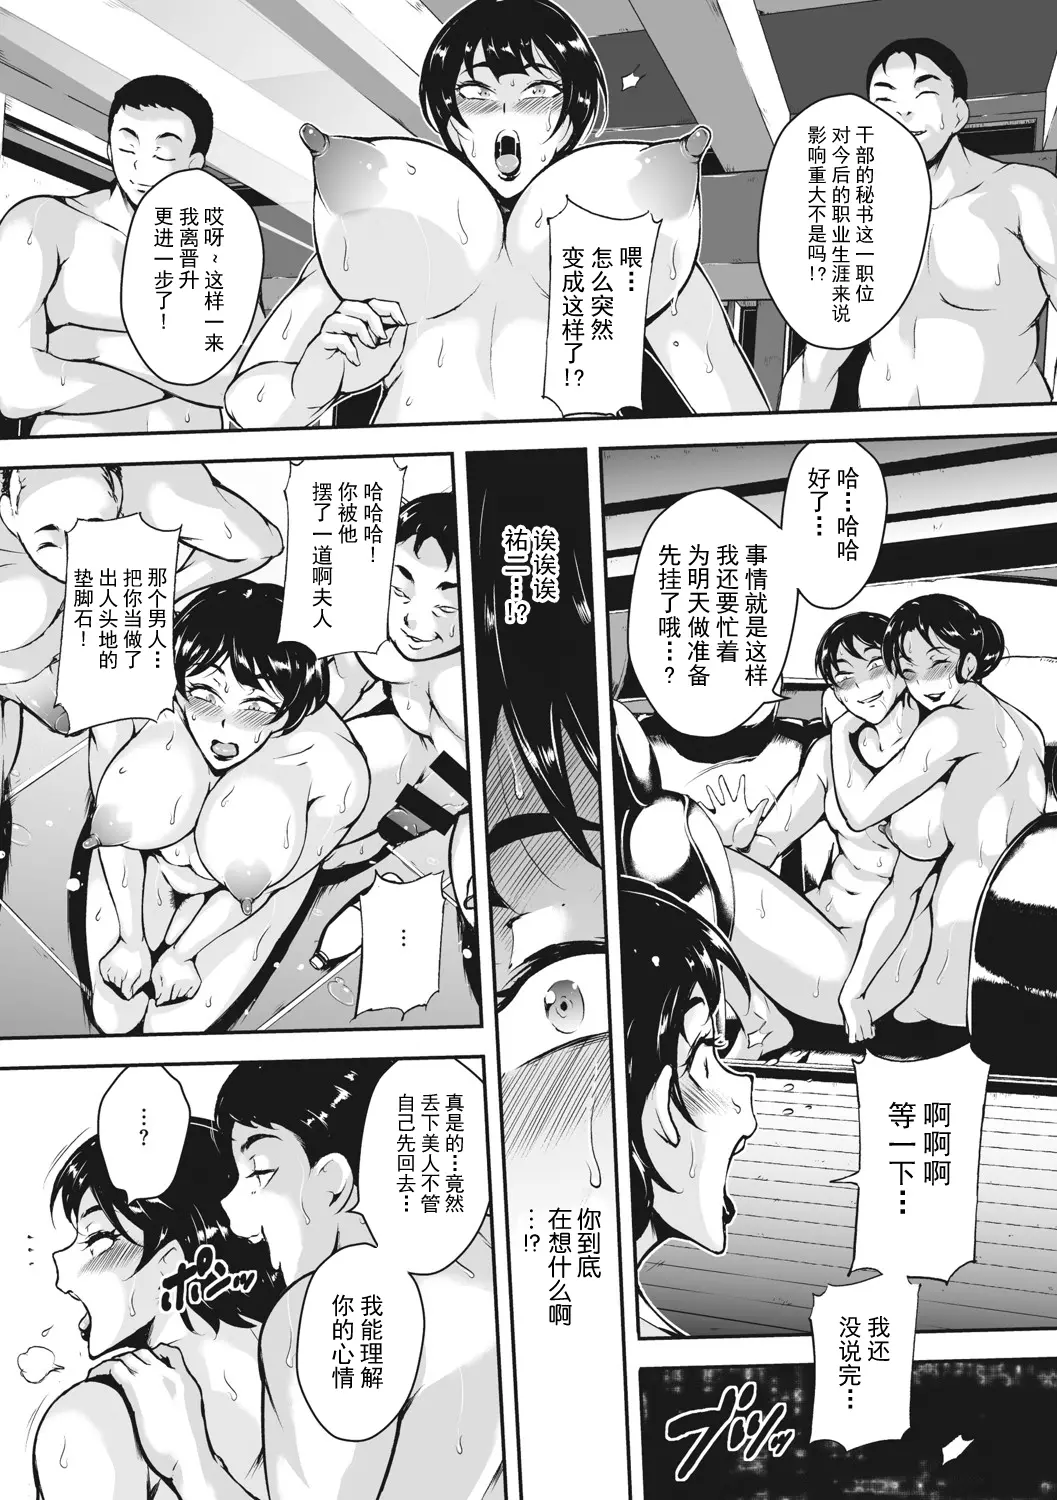 干部的秘书这一职位
对今后的职业生涯来说
影响重大不是吗!?
喂…
怎么突然
变成这样了!?
哎呀~这样一来
我离晋升
更进一步了!
哈…哈哈
好了…
事情就是这样
我还要忙着
为明天做准备
先挂了哦…?
啊啊啊
等一下…
我还
没说完…
ブツッ
诶诶诶
祐二…!?
你到底
在想什么啊
…!?
哈哈哈!
你被他
摆了一道啊夫人
那个男人…
把你当做了
出人头地的
垫脚石!
…
真是的…竟然
丢下美人不管
自己先回去…
…?
ポンッ
我能理解
你的心情